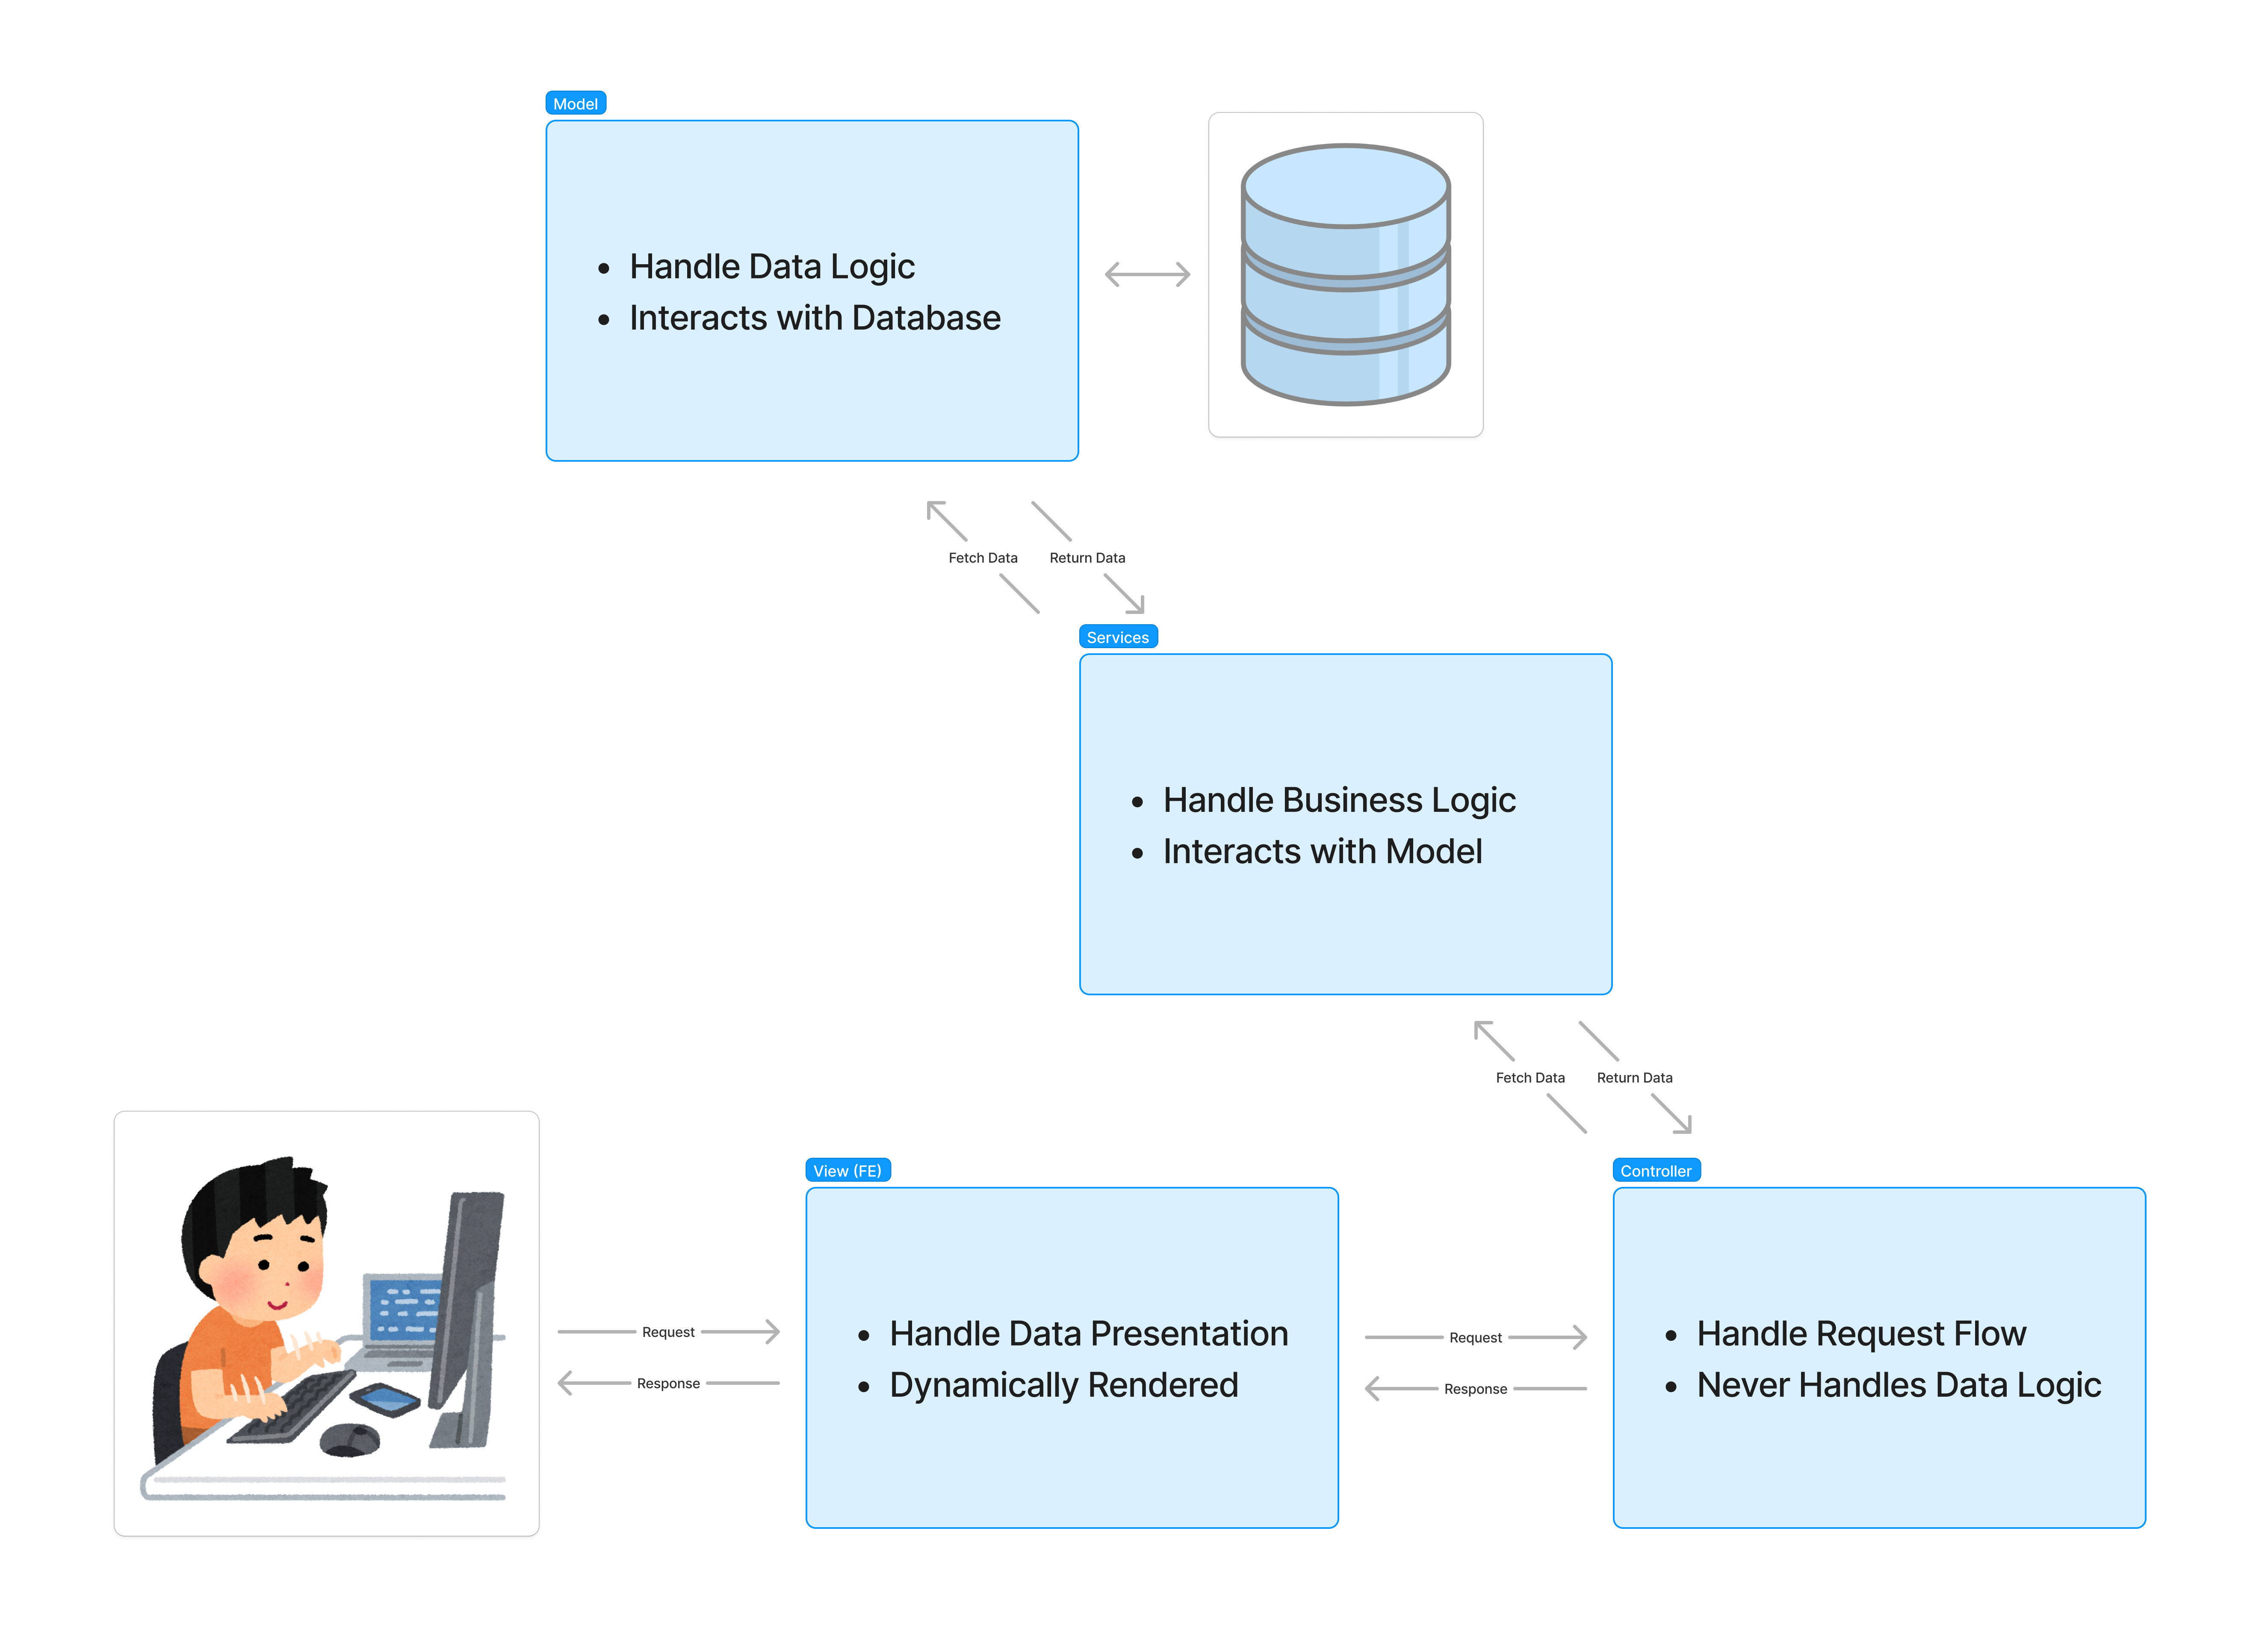 Model
Handle Data Logic
Interacts with Database
Fetch Data
Return Data
Services
Handle Business Logic
Interacts with Model
Fetch Data
Return Data
View (FE)
Handle Data Presentation
Dynamically Rendered
Controller
Handle Request Flow
Never Handles Data Logic
Request
Response
Request
Response